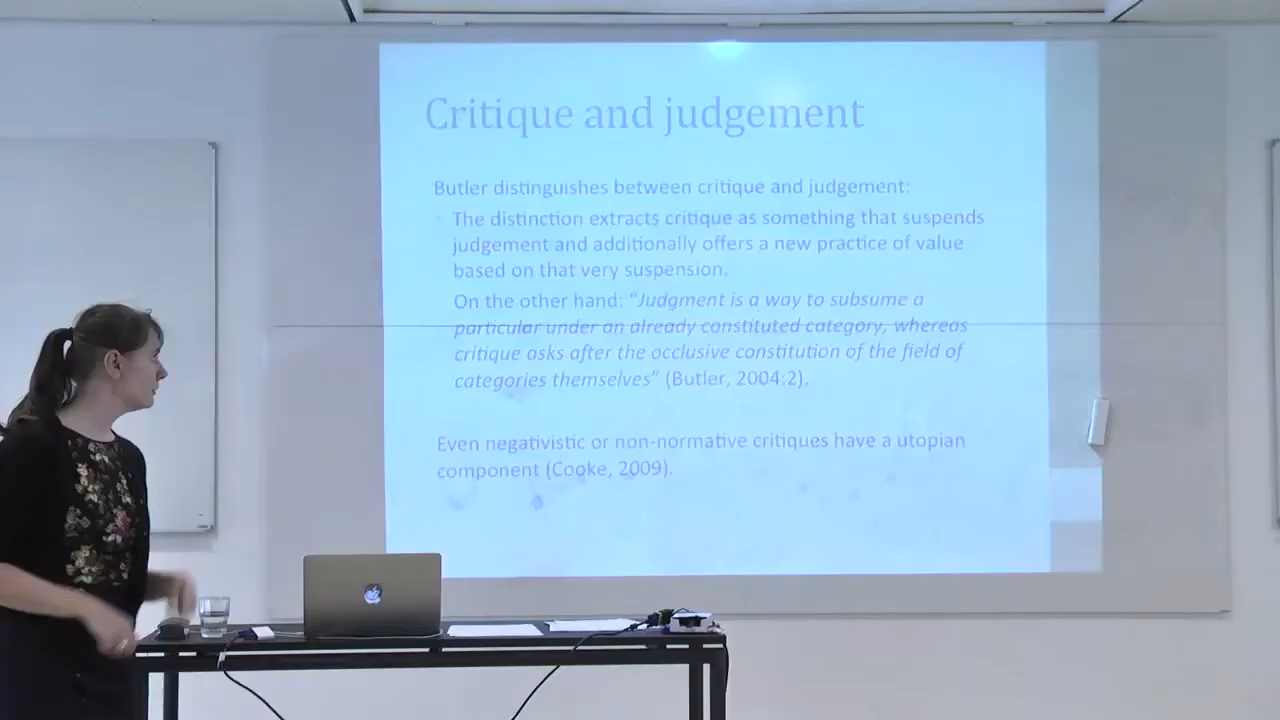 Critique and judgement
Butler distinguishes between critique and judgement:
The distinction extracts critique as something that suspends
judgement and additionally offers a new practice of value
based on that very suspension.
On the other hand: "Judgment is a way to subsume a
particular under an already constituted category, whereas
critique asks after the occlusive constitution of the field of
categories themselves" (Butler, 2004:2).
Even negativistic or non-normative critiques have a utopian
component (Cooke, 2009).